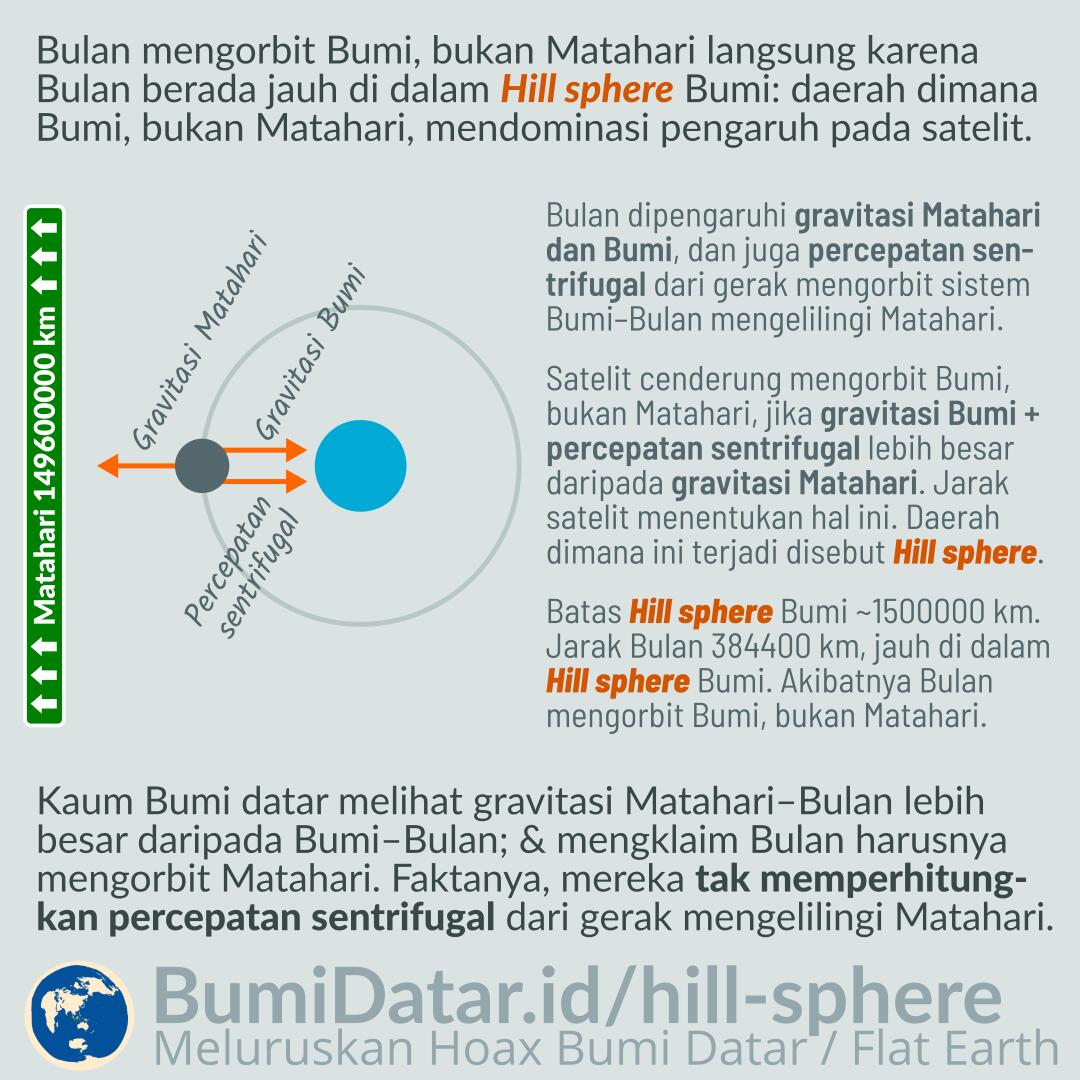 Bulan mengorbit Bumi, bukan Matahari langsung karena
Bulan berada jauh di dalam Hill sphere Bumi: daerah dimana
Bumi, bukan Matahari, mendominasi pengaruh pada satelit.
Matahari 149600000 km
Gravitasi Matahari
Gravitasi Bumi
Percepatan
sentrifugal
Bulan dipengaruhi gravitasi Matahari
dan Bumi, dan juga percepatan sen-
trifugal dari gerak mengorbit sistem
Bumi–Bulan mengelilingi Matahari.
Satelit cenderung mengorbit Bumi,
bukan Matahari, jika gravitasi Bumi +
percepatan sentrifugal lebih besar
daripada gravitasi Matahari. Jarak
satelit menentukan hal ini. Daerah
dimana ini terjadi disebut Hill sphere.
Batas Hill sphere Bumi ~1500000 km.
Jarak Bulan 384400 km, jauh di dalam
Hill sphere Bumi. Akibatnya Bulan
mengorbit Bumi, bukan Matahari.
Kaum Bumi datar melihat gravitasi Matahari–Bulan lebih
besar daripada Bumi–Bulan; & mengklaim Bulan harusnya
mengorbit Matahari. Faktanya, mereka tak memperhitung-
kan percepatan sentrifugal dari gerak mengelilingi Matahari.
BumiDatar.id/hill-sphere
Meluruskan Hoax Bumi Datar / Flat Earth